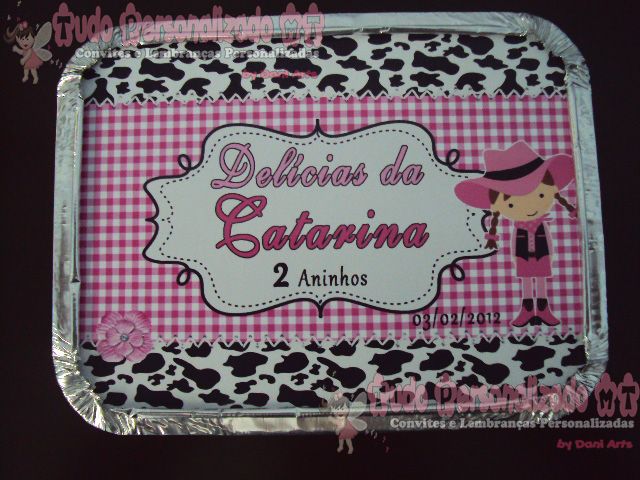 Tudo Personalizado MT
Convites e Lembranças Personalizadas
by Dani Arts
Delícias da
Catarina
2 Aninhos
03/02/2012
Tudo Personalizado MT
Convites e Lembranças Personalizadas
by Dani Arts